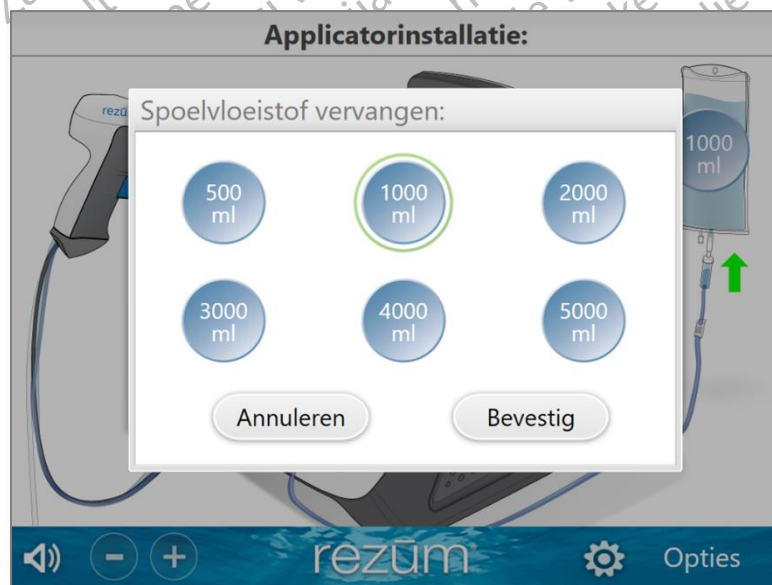 Applicatorinstallatie:
Spoelvloeistof vervangen:
500 ml
1000 ml
2000 ml
3000 ml
4000 ml
5000 ml
Annuleren
Bevestig
rezū
1000 ml
- +
rezūm
Opties